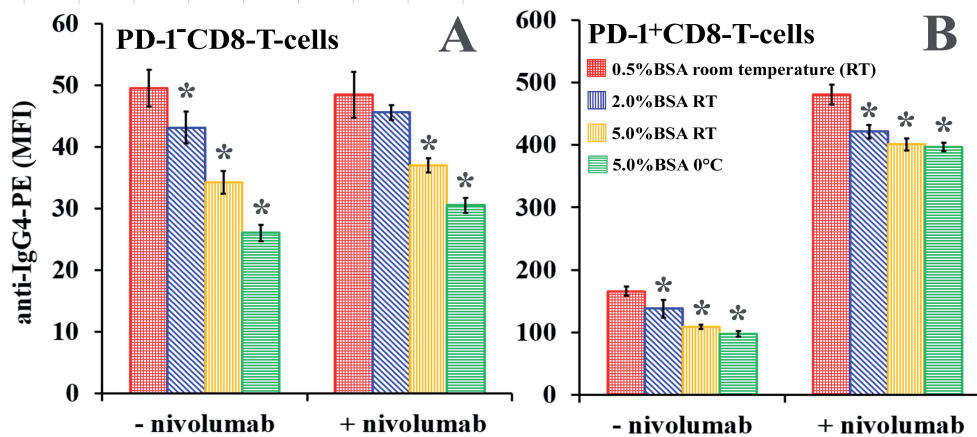 PD-1⁻CD8-T-cells
A
anti-IgG4-PE (MFI)
60
50
40
30
20
10
0
*
*
*
*
*
- nivolumab
+ nivolumab
PD-1⁺CD8-T-cells
B
0.5%BSA room temperature (RT)
2.0%BSA RT
5.0%BSA RT
5.0%BSA 0°C
600
500
400
300
200
100
0
*
*
*
*
*
*
- nivolumab
+ nivolumab